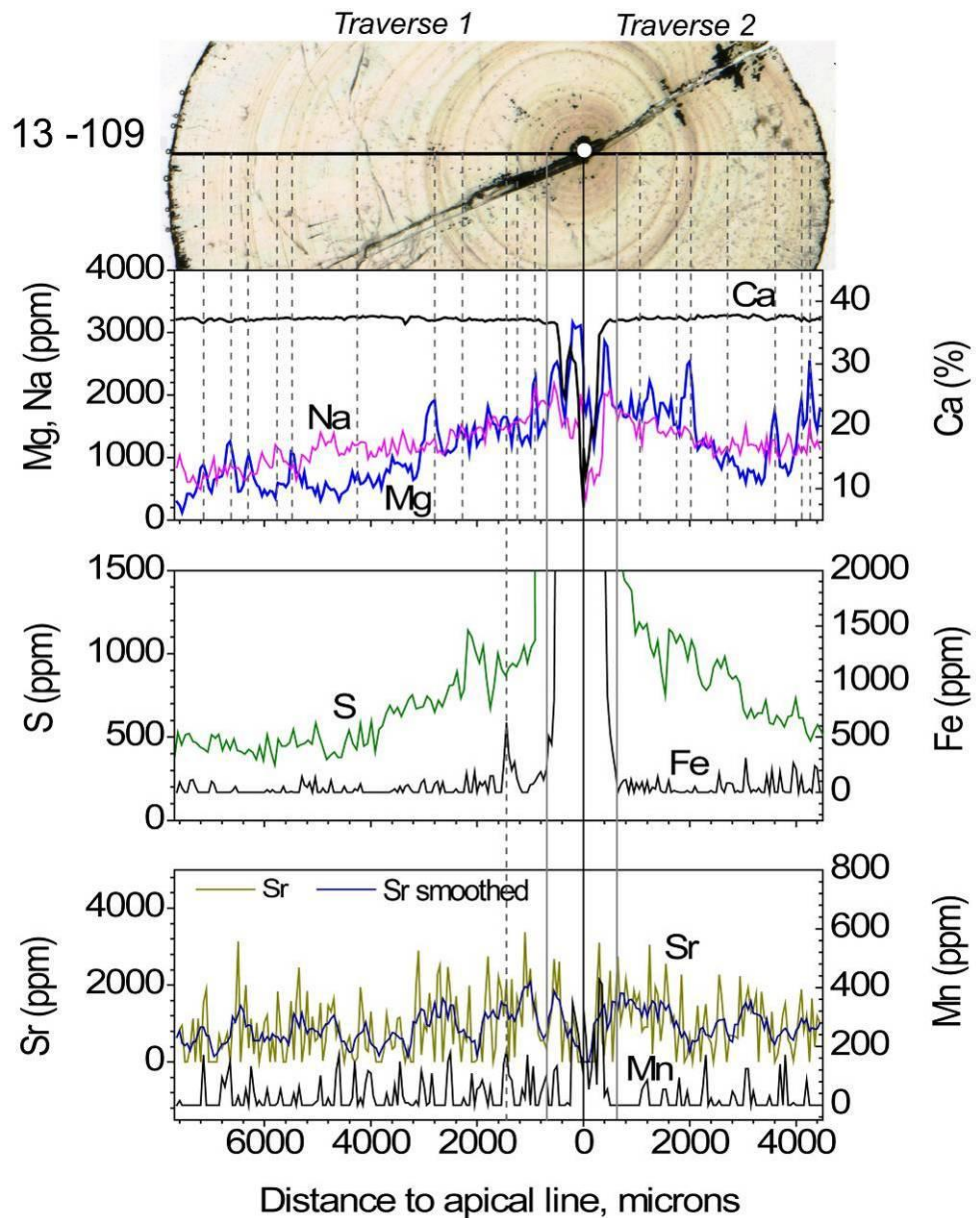 Traverse 1 Traverse 2
13 -109
4000
3000
2000
1000
0
Mg, Na (ppm)
Ca
Na
Mg
40
30
20
10
Ca (%)
1500
1000
500
0
S (ppm)
S
Fe
2000
1500
1000
500
0
Fe (ppm)
Sr Sr smoothed
4000
2000
0
Sr (ppm)
Sr
Mn
800
600
400
200
0
Mn (ppm)
6000 4000 2000 0 2000 4000
Distance to apical line, microns